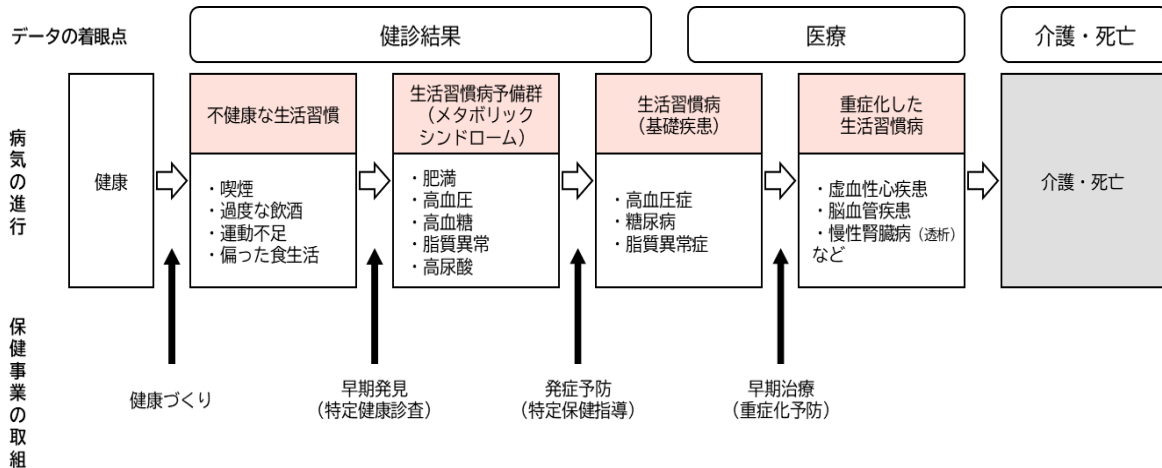 データの着眼点
健診結果
医療
介護・死亡
病気の進行
健康
不健康な生活習慣
・喫煙
・過度な飲酒
・運動不足
・偏った食生活
生活習慣病予備群
（メタボリック
シンドローム）
・肥満
・高血圧
・高血糖
・脂質異常
・高尿酸
生活習慣病
（基礎疾患）
・高血圧症
・糖尿病
・脂質異常症
重症化した
生活習慣病
・虚血性心疾患
・脳血管疾患
・慢性腎臓病（透析）
など
介護・死亡
保健事業の取組
健康づくり
早期発見
（特定健康診査）
発症予防
（特定保健指導）
早期治療
（重症化予防）